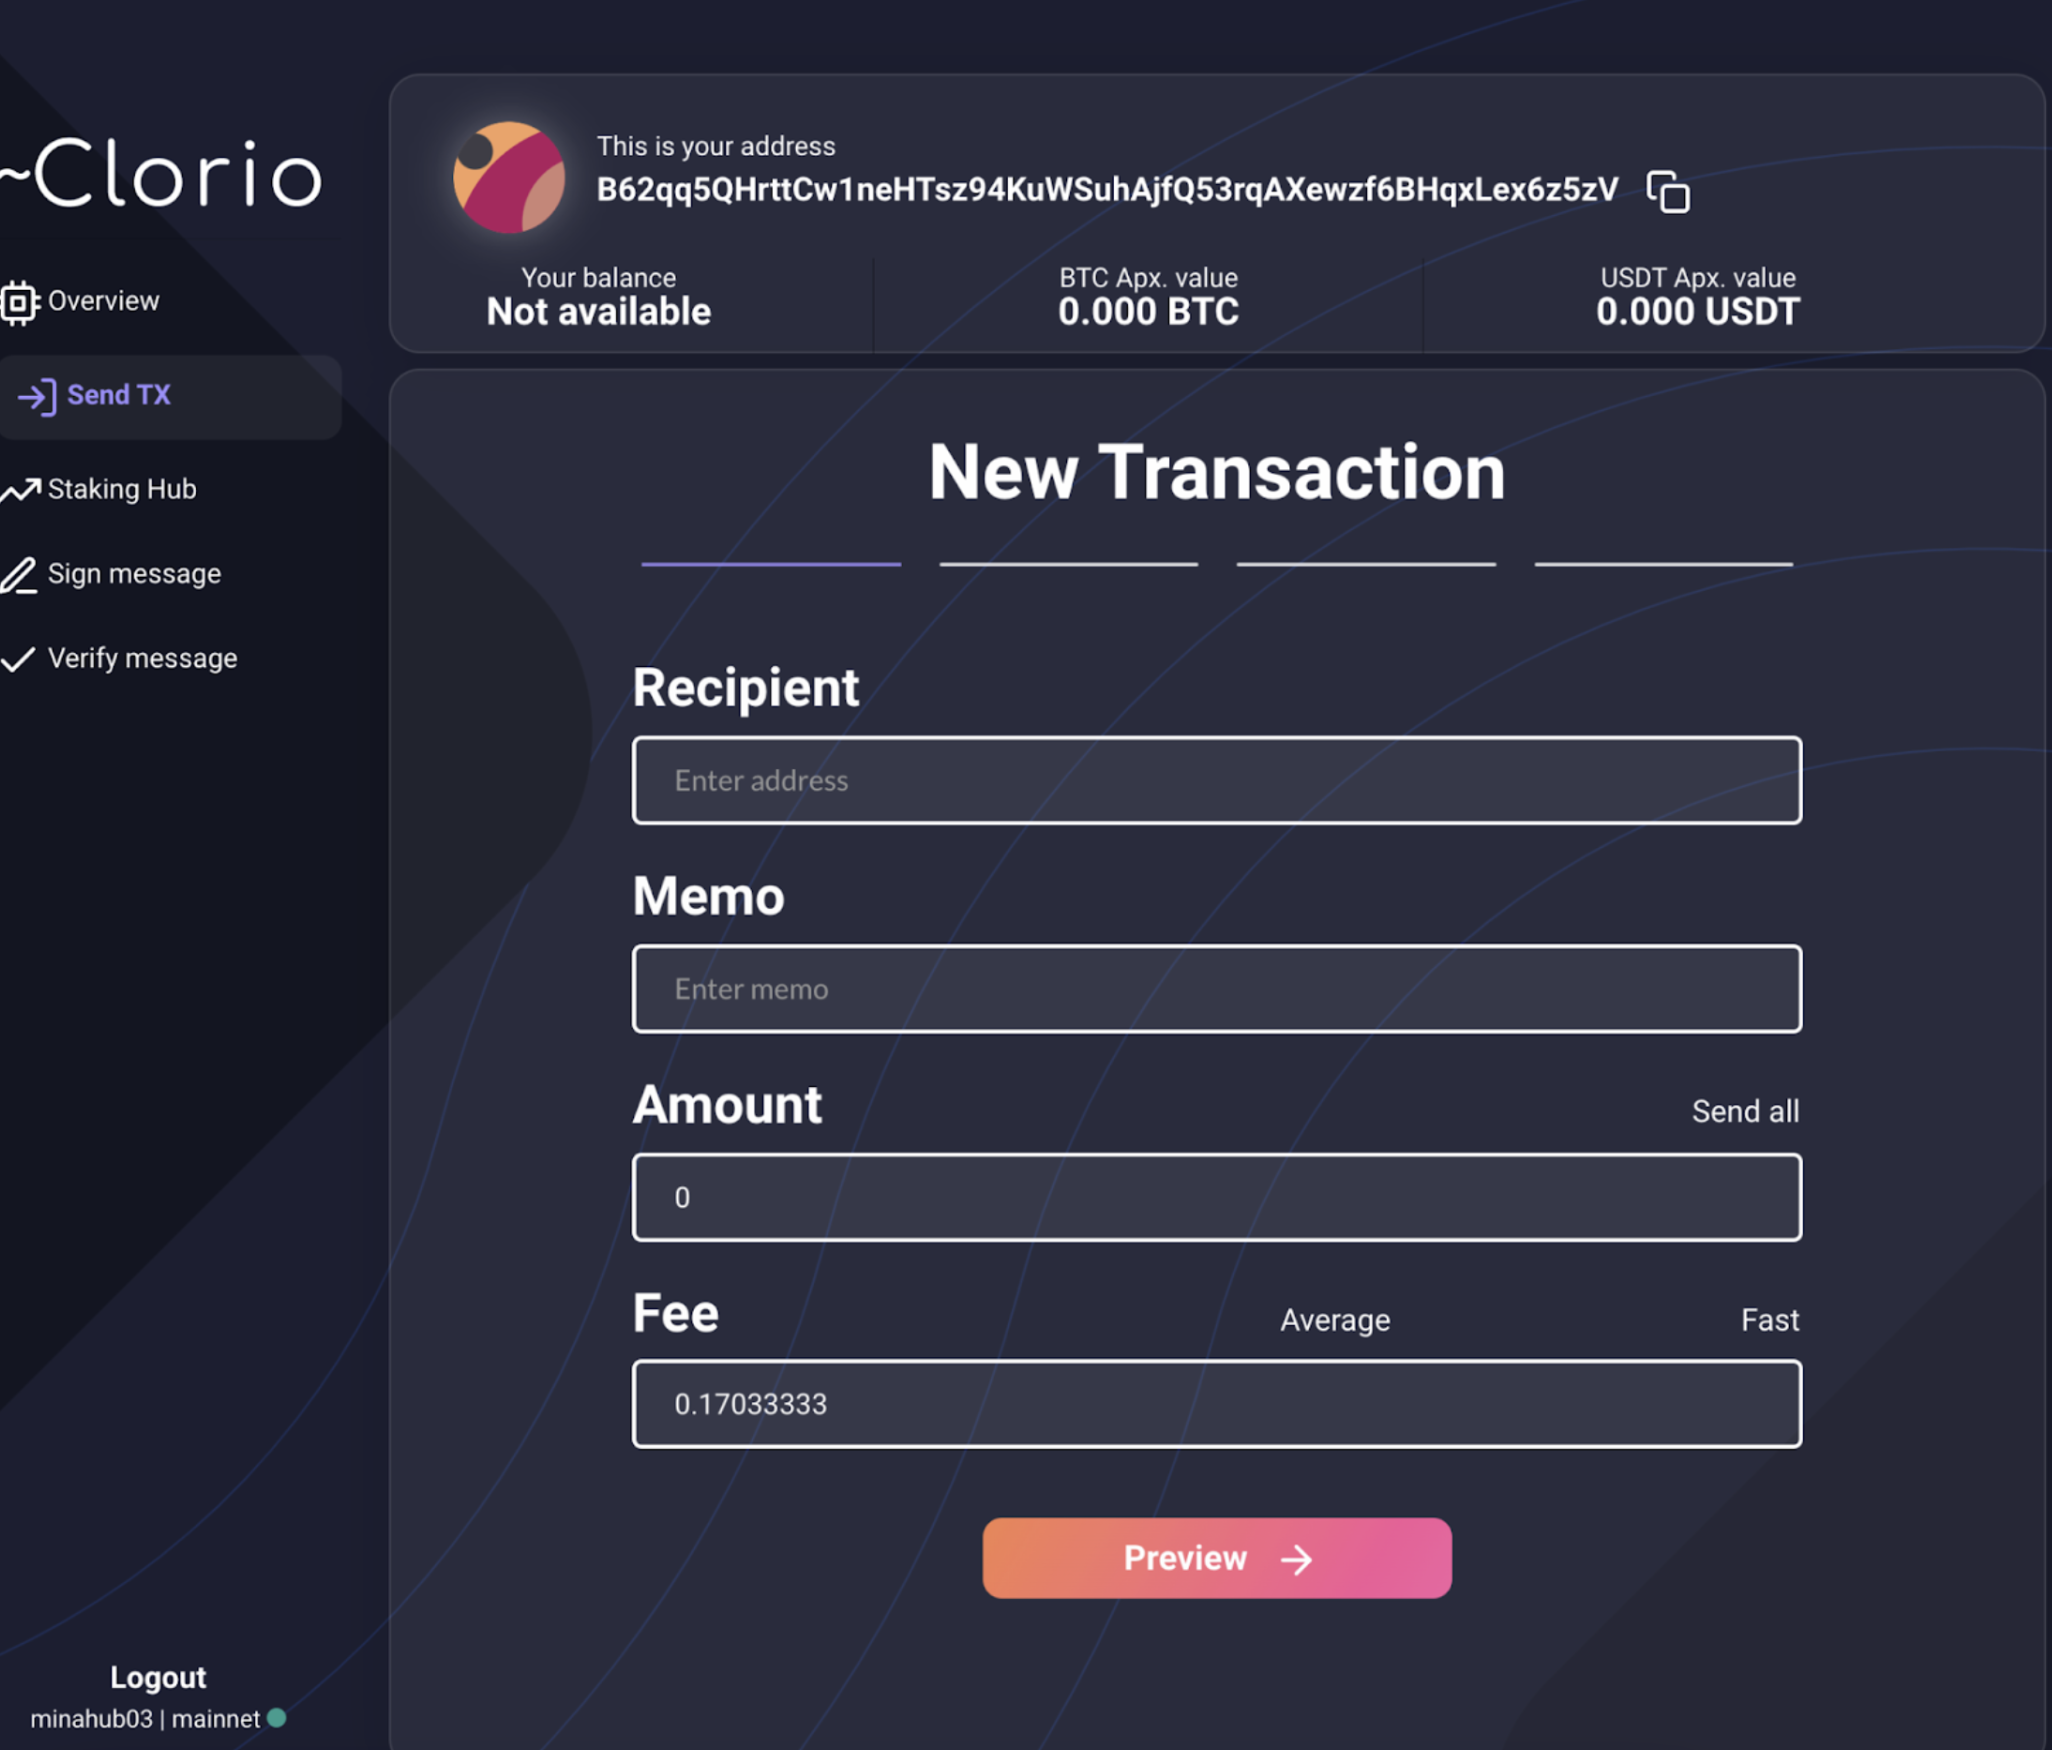 ~Clorio
Overview
Send TX
Staking Hub
Sign message
Verify message
Logout
minahub03 | mainnet
This is your address
B62qq5QHrttCw1neHTsz94KuWSuhAjfQ53rqAXewzf6BHqxLex6z5zV
Your balance
Not available
BTC Apx. value
0.000 BTC
USDT Apx. value
0.000 USDT
New Transaction
Recipient
Enter address
Memo
Enter memo
Amount Send all
0
Fee Average Fast
0.17033333
Preview